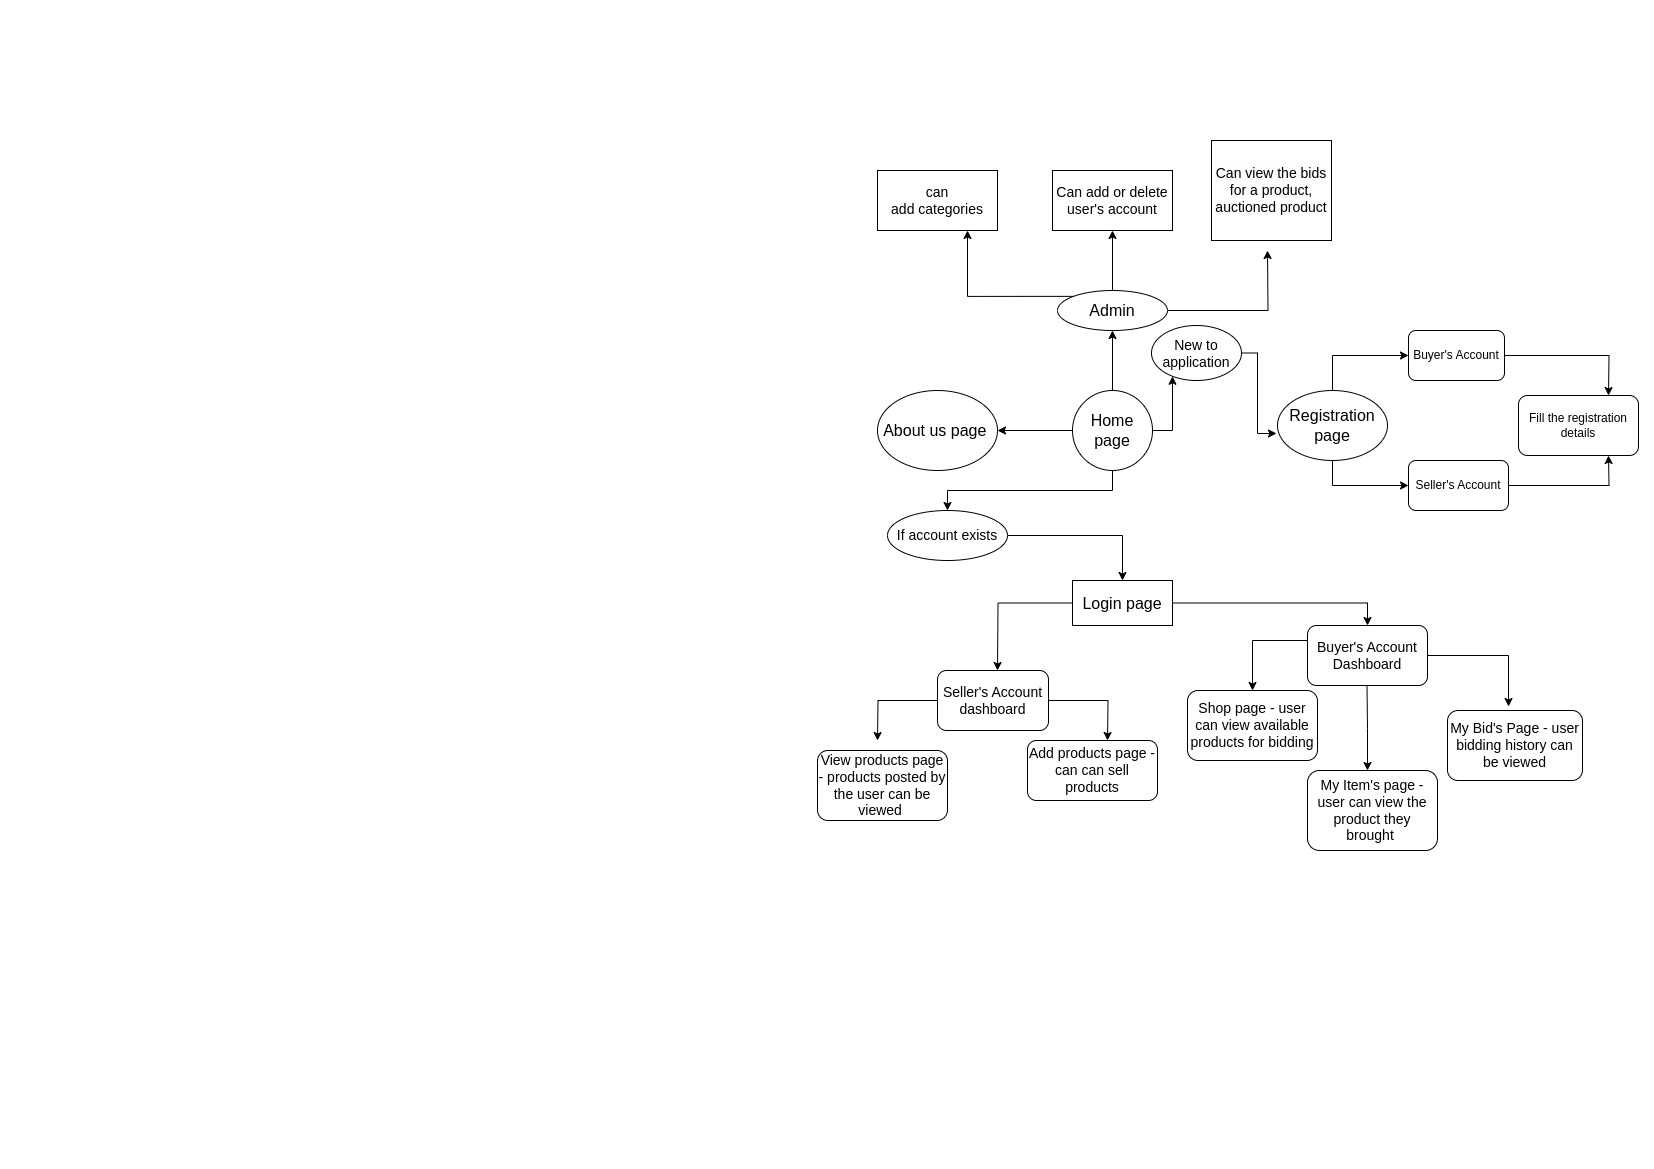 can
add categories
Can add or delete
user's account
Can view the bids
for a product,
auctioned product
Admin
New to
application
Buyer's Account
About us page
Home
page
Registration
page
Fill the registration
details
Seller's Account
If account exists
Login page
Buyer's Account
Dashboard
Seller's Account
dashboard
Shop page - user
can view available
products for bidding
My Bid's Page - user
bidding history can
be viewed
View products page
- products posted by
the user can be
viewed
Add products page -
can can sell
products
My Item's page -
user can view the
product they
brought